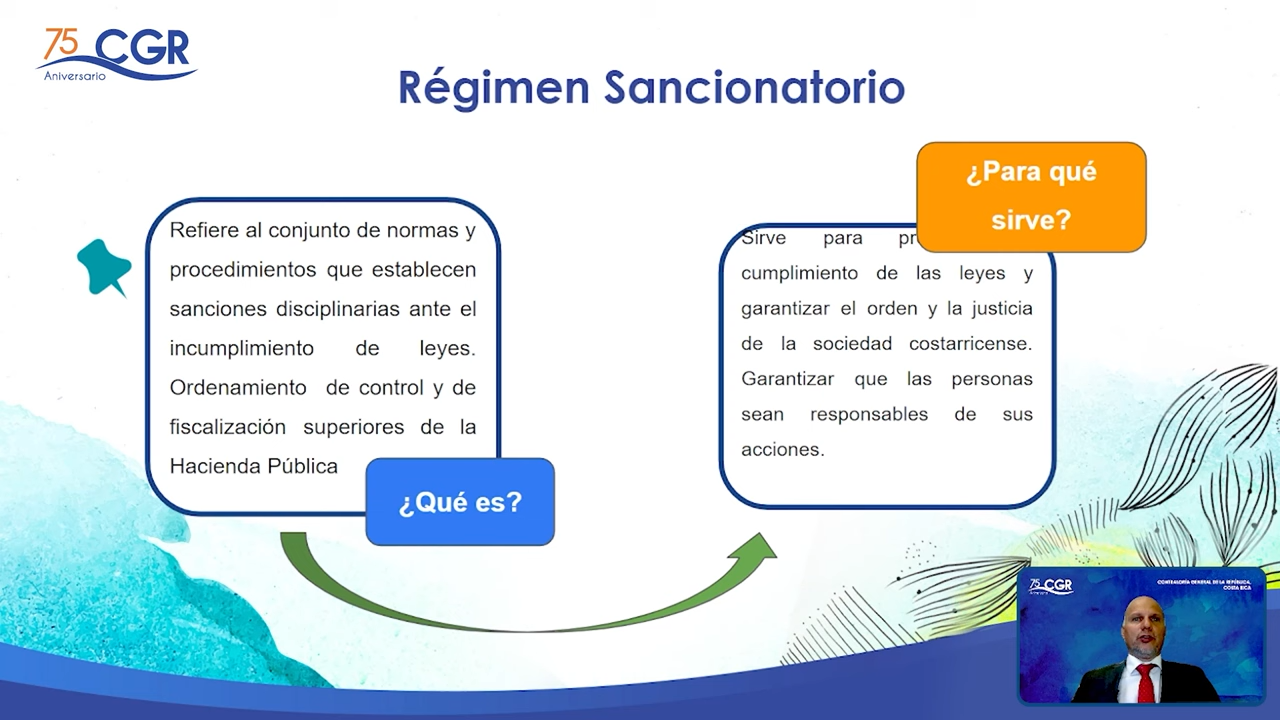 75 CGR
Aniversario
Régimen Sancionatorio
¿Para qué
sirve?
Refiere al conjunto de normas y
procedimientos que establecen
sanciones disciplinarias ante el
incumplimiento de leyes.
Ordenamiento de control y de
fiscalización superiores de la
Hacienda Pública
¿Qué es?
Sirve para
cumplimiento de las leyes y
garantizar el orden y la justicia
de la sociedad costarricense.
Garantizar que las personas
sean responsables de sus
acciones.
75 CGR
Aniversario
CONTRALORÍA GENERAL DE LA REPÚBLICA,
COSTA RICA